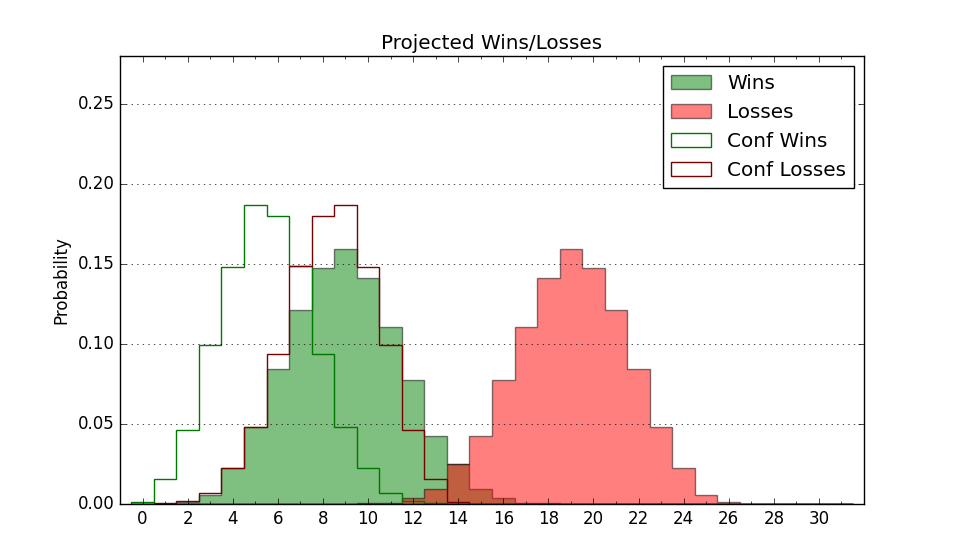 Projected Wins/Losses
Wins
Losses
Conf Wins
Conf Losses
0.25
0.20
0.15
0.10
0.05
0.00
Probability
0 2 4 6 8 10 12 14 16 18 20 22 24 26 28 30